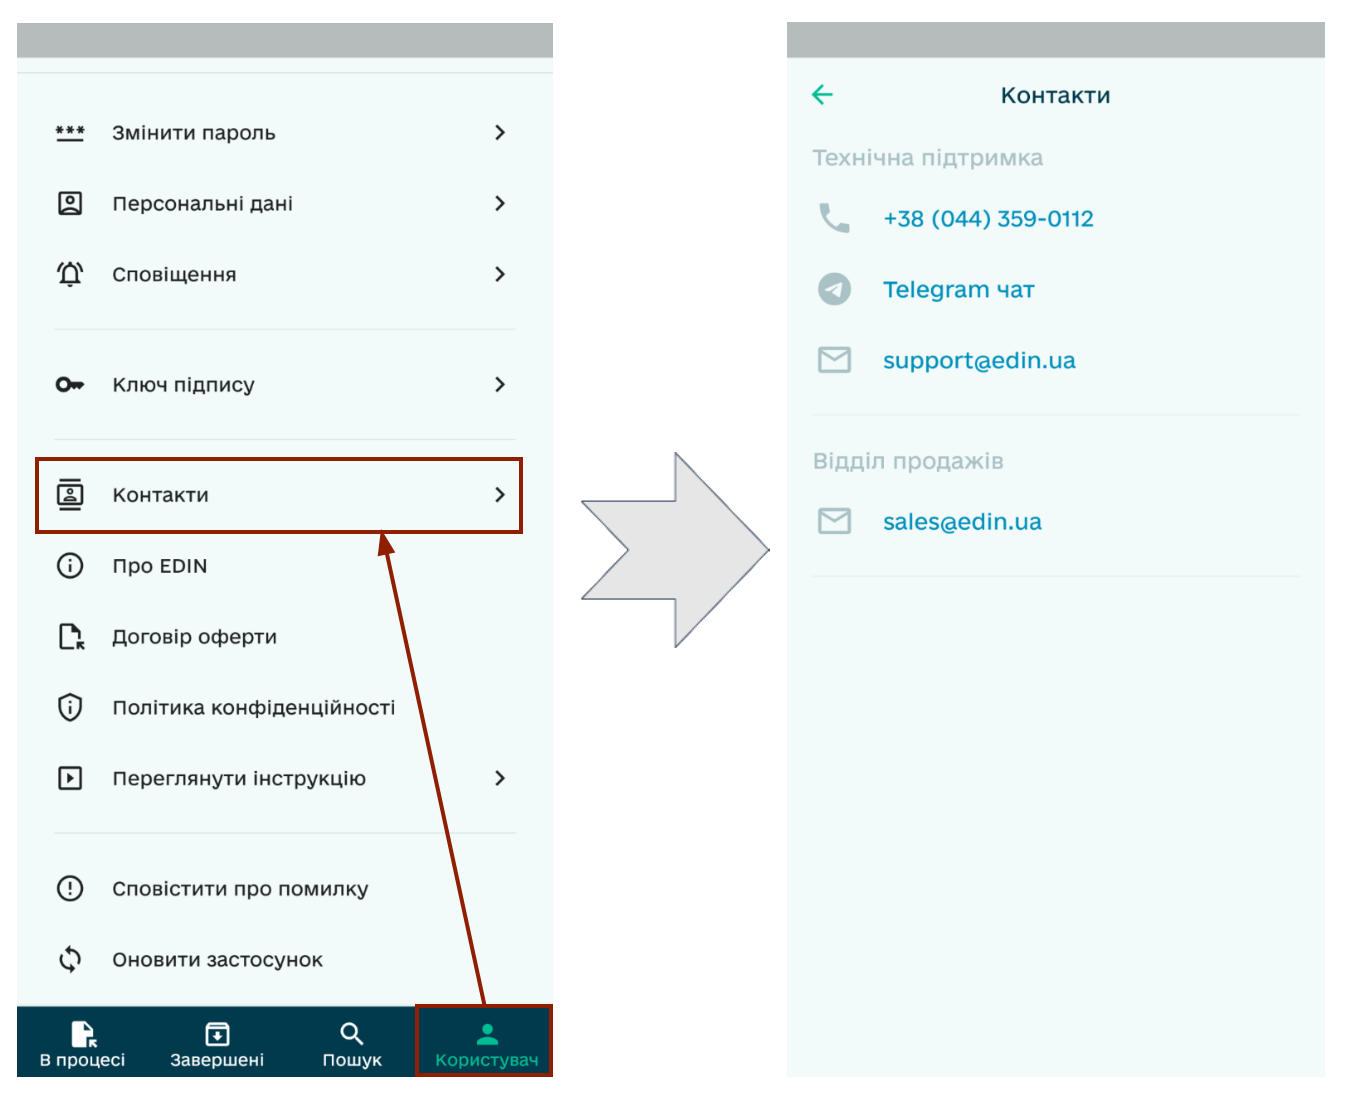 Змінити пароль
Персональні дані
Сповіщення
Ключ підпису
Контакти
Про EDIN
Договір оферти
Політика конфіденційності
Переглянути інструкцію
Сповістити про помилку
Оновити застосунок
В процесі
Завершені
Пошук
Користувач
Контакти
Технічна підтримка
+38 (044) 359-0112
Telegram чат
support@edin.ua
Відділ продажів
sales@edin.ua